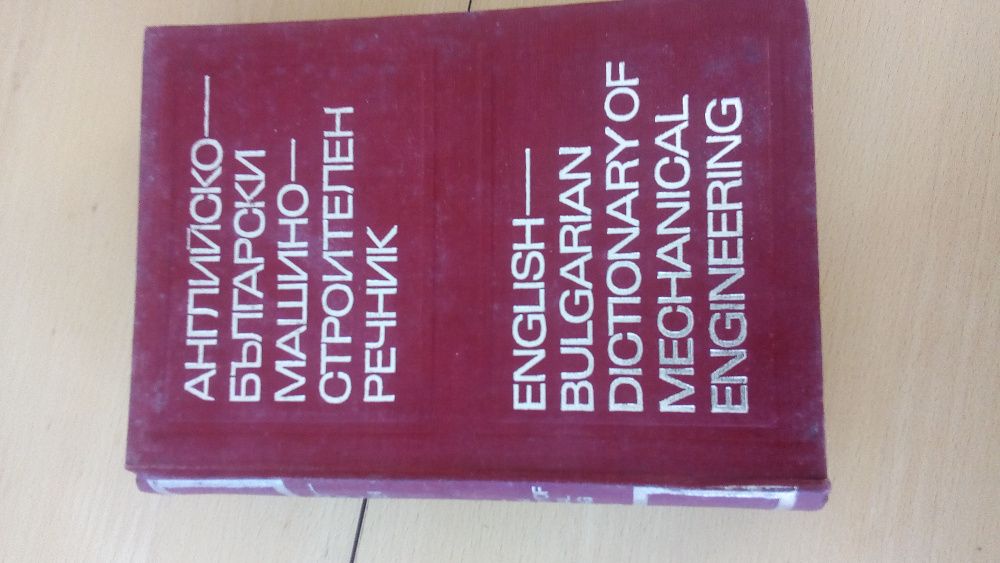 АНГЛИЙСКО—
БЪЛГАРСКИ
МАШИНО—
СТРОИТЕЛЕН
РЕЧНИК
ENGLISH—
BULGARIAN
DICTIONARY OF
MECHANICAL
ENGINEERING